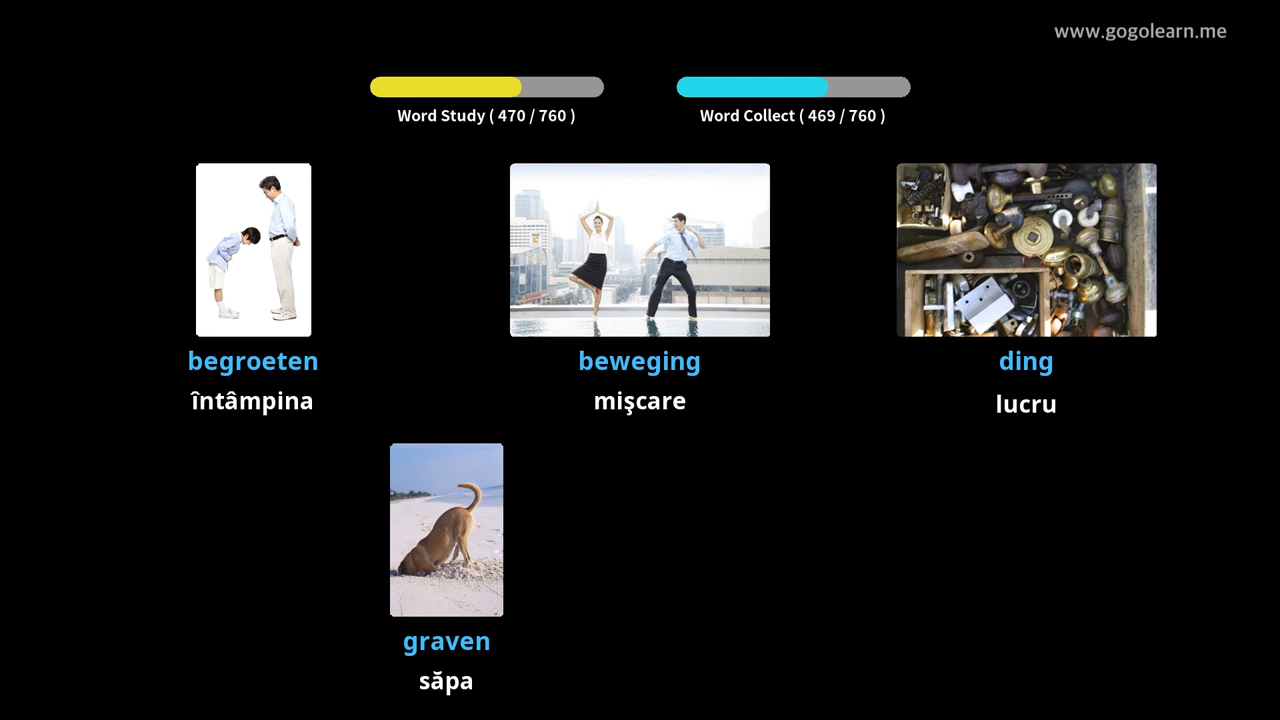 www.gogolearn.me
Word Study ( 470 / 760 )
Word Collect ( 469 / 760 )
begroeten
întâmpina
beweging
mişcare
ding
lucru
graven
săpa